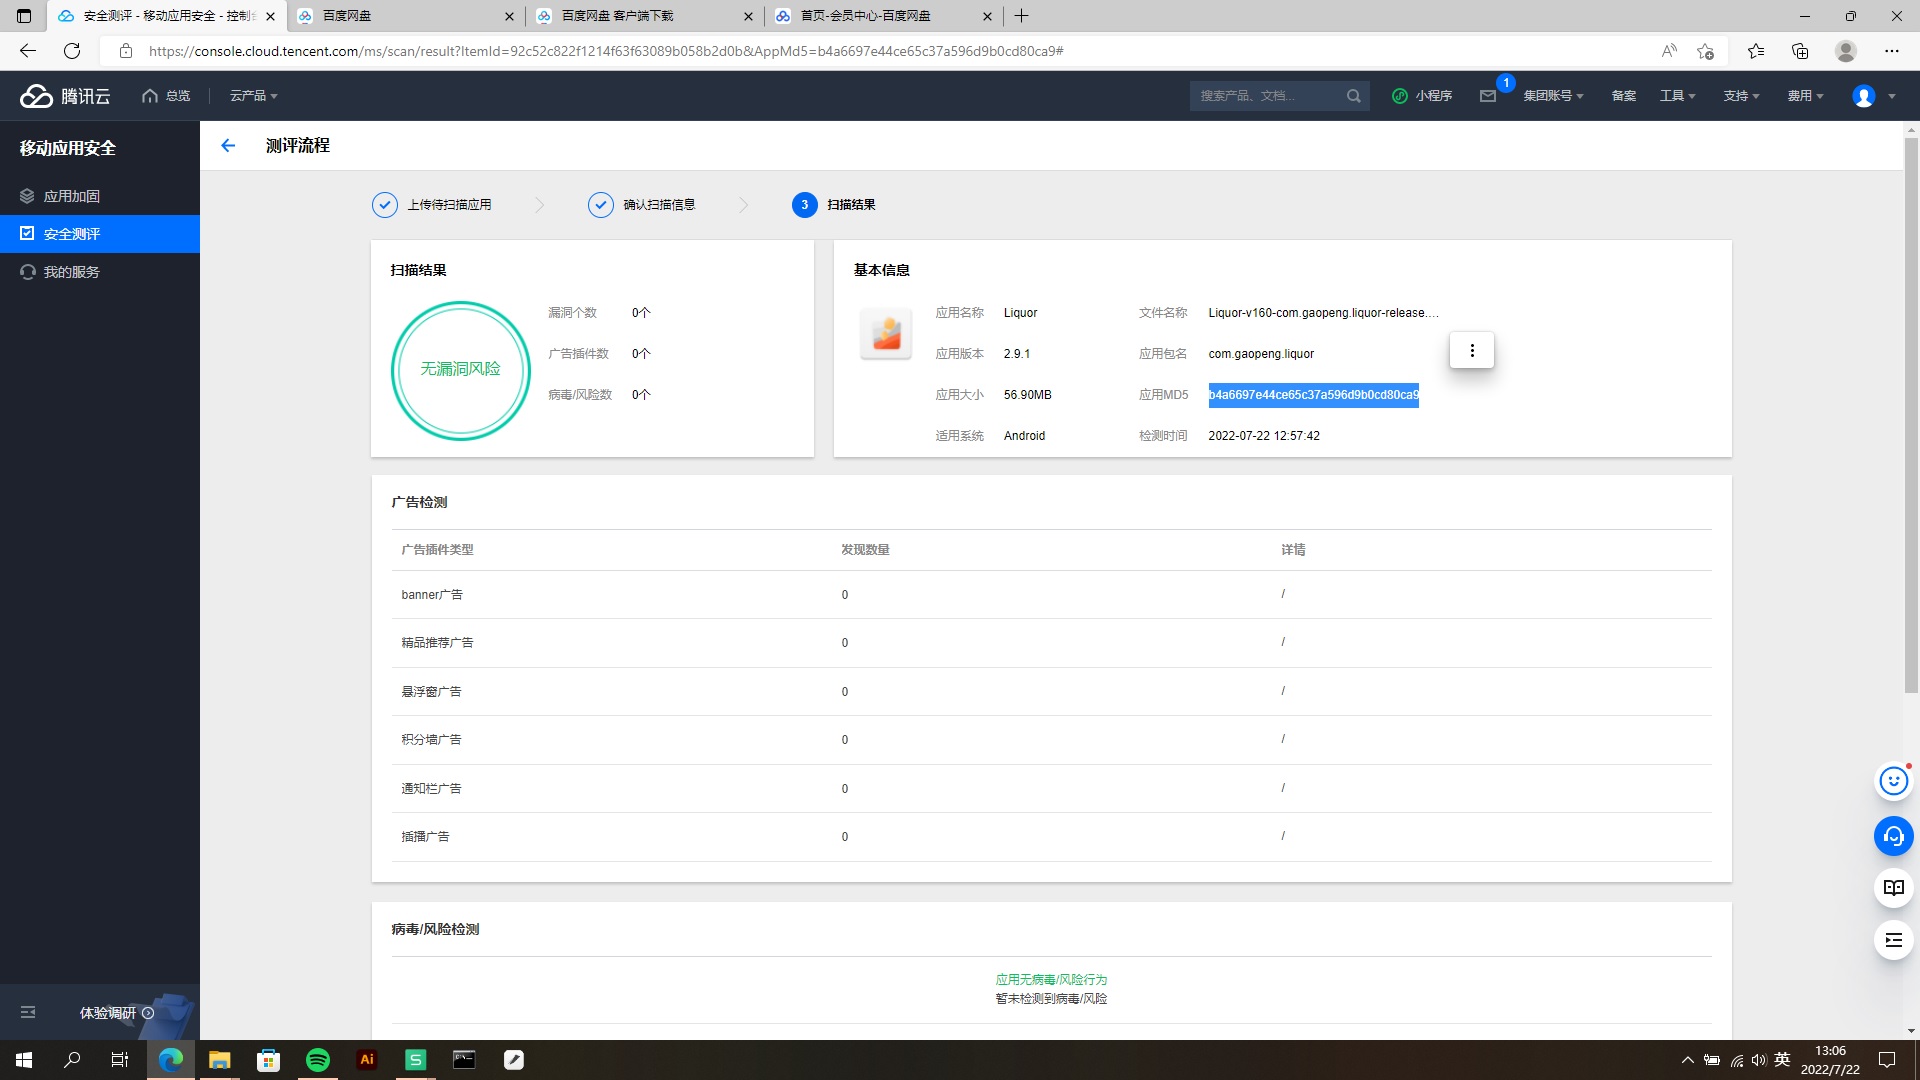 安全测评 - 移动应用安全 - 控制台
百度网盘
百度网盘 客户端下载
首页-会员中心-百度网盘
https://console.cloud.tencent.com/ms/scan/result?ItemId=92c52c822f1214f63f63089b058b2d0b&AppMd5=b4a6697e44ce65c37a596d9b0cd80ca9#
腾讯云
总览
云产品
搜索产品、文档...
小程序
1
集团账号
备案
工具
支持
费用
移动应用安全
应用加固
安全测评
我的服务
体验调研
测评流程
上传待扫描应用
确认扫描信息
3 扫描结果
扫描结果
无漏洞风险
漏洞个数 0个
广告插件数 0个
病毒/风险数 0个
基本信息
应用名称 Liquor 文件名称 Liquor-v160-com.gaopeng.liquor-release....
应用版本 2.9.1 应用包名 com.gaopeng.liquor
应用大小 56.90MB 应用MD5 b4a6697e44ce65c37a596d9b0cd80ca9
适用系统 Android 检测时间 2022-07-22 12:57:42
广告检测
广告插件类型 发现数量 详情
banner广告 0 /
精品推荐广告 0 /
悬浮窗广告 0 /
积分墙广告 0 /
通知栏广告 0 /
插播广告 0 /
病毒/风险检测
应用无病毒/风险行为
暂未检测到病毒/风险
Ai
S
英
13:06
2022/7/22